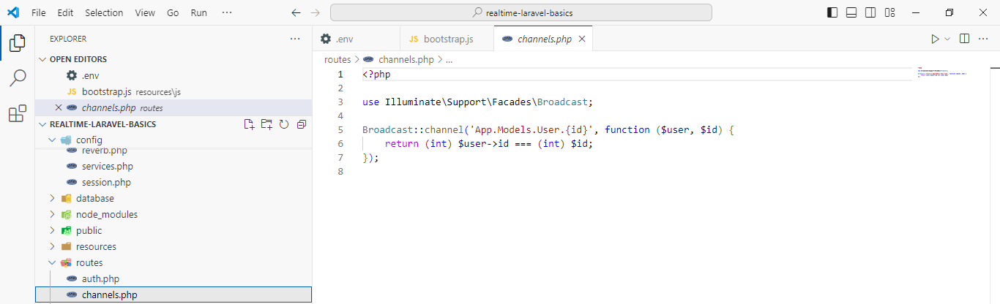 File Edit Selection View Go Run ···
realtime-laravel-basics
EXPLORER ···
OPEN EDITORS
.env
JS bootstrap.js resources\js
channels.php routes
REALTIME-LARAVEL-BASICS
config
reverb.php
services.php
session.php
database
node_modules
public
resources
routes
auth.php
channels.php
.env
JS bootstrap.js
channels.php
routes > channels.php > ...
1 <?php
2
3 use Illuminate\Support\Facades\Broadcast;
4
5 Broadcast::channel('App.Models.User.{id}', function ($user, $id) {
6 return (int) $user->id === (int) $id;
7 });
8